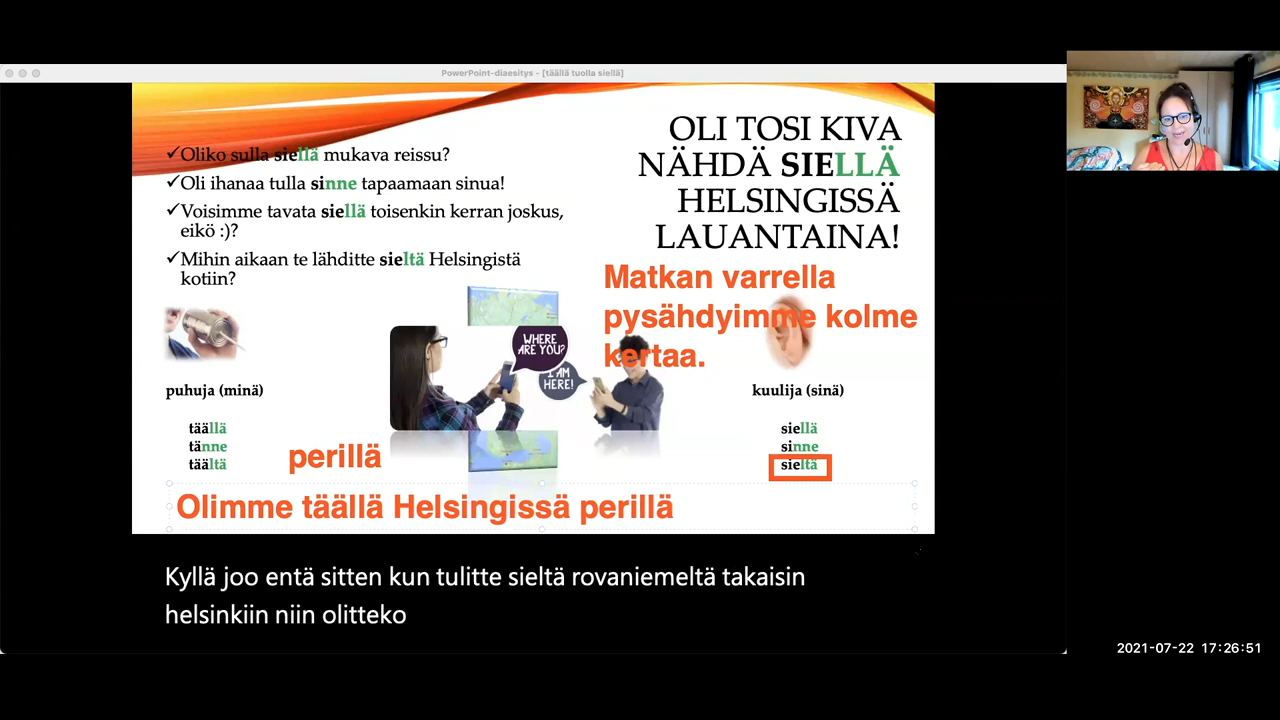 PowerPoint-diaesitys - [täällä tuolla siellä]
OLI TOSI KIVA
NÄHDÄ SIELLÄ
HELSINGISSÄ
LAUANTAINA!
✓Oliko sulla siellä mukava reissu?
✓Oli ihanaa tulla sinne tapaamaan sinua!
✓Voisimme tavata siellä toisenkin kerran joskus,
eikö :)?
✓Mihin aikaan te lähditte sieltä Helsingistä
kotiin?
Matkan varrella
pysähdyimme kolme
kertaa.
WHERE
ARE YOU?
I AM
HERE!
puhuja (minä)
täällä
tänne
täältä
kuulija (sinä)
siellä
sinne
sieltä
perillä
Olimme täällä Helsingissä perillä
Kyllä joo entä sitten kun tulitte sieltä rovaniemeltä takaisin
helsinkiin niin olitteko
2021-07-22 17:26:51